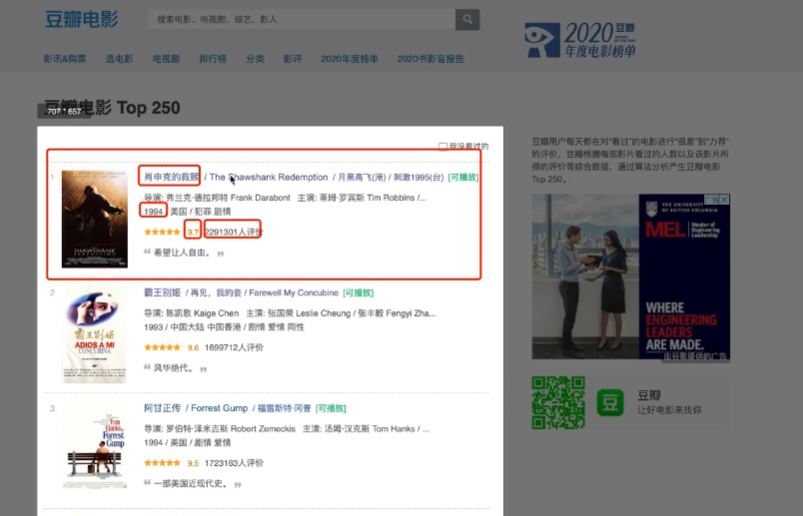 豆瓣电影
搜索电影、电视剧、综艺、影人
影讯&购票 选电影 电视剧 排行榜 分类 影评 2020年度榜单 2020书影音报告
2020 豆瓣
年度电影榜单
豆瓣电影 Top 250
707 * 657
我没看过的
1
肖申克的救赎 / The Shawshank Redemption / 月黑高飞(港) / 刺激1995(台) [可播放]
导演: 弗兰克·德拉邦特 Frank Darabont 主演: 蒂姆·罗宾斯 Tim Robbins /...
1994 美国 / 犯罪 剧情
9.7 2291301人评价
“ 希望让人自由。 ”
SHAWSHANK
2
霸王别姬 / 再见，我的妾 / Farewell My Concubine [可播放]
导演: 陈凯歌 Kaige Chen 主演: 张国荣 Leslie Cheung / 张丰毅 Fengyi Zha...
1993 / 中国大陆 中国香港 / 剧情 爱情 同性
9.6 1699712人评价
“ 风华绝代。 ”
霸王别姬
ADIOS A MI
CONCUBINA
3
阿甘正传 / Forrest Gump / 福雷斯特·冈普 [可播放]
导演: 罗伯特·泽米吉斯 Robert Zemeckis 主演: 汤姆·汉克斯 Tom Hanks / ...
1994 / 美国 / 剧情 爱情
9.5 1723163人评价
“ 一部美国近现代史。 ”
Tom
Hanks
Forrest
Gump
豆瓣用户每天都在对“看过”的电影进行“很差”到“力荐”
的评价，豆瓣根据每部影片看过的人数以及该影片所
得的评价等综合数据，通过算法分析产生豆瓣电影
Top 250。
广告
THE UNIVERSITY
OF BRITISH COLUMBIA
MEL
Master of
Engineering
Leadership
WHERE
ENGINEERING
LEADERS
ARE MADE.
由谷歌提供的广告
豆
豆瓣
让好电影来找你